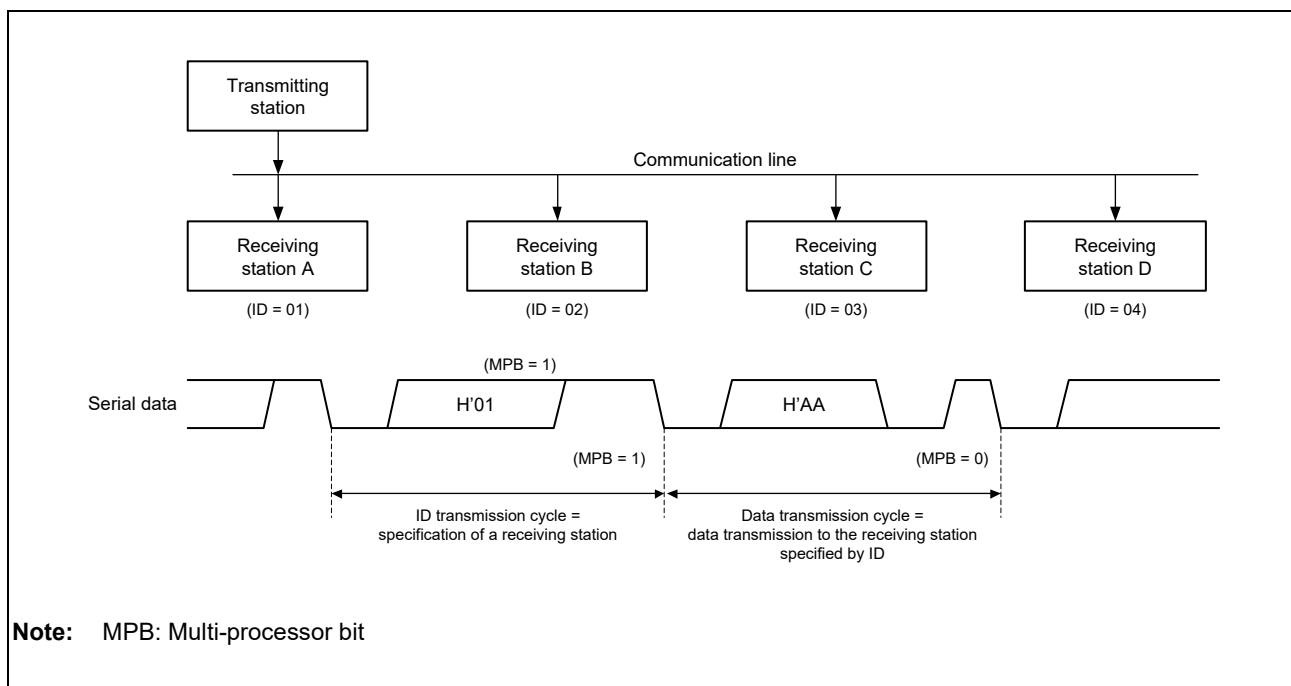 Transmitting
station
Communication line
Receiving
station A
Receiving
station B
Receiving
station C
Receiving
station D
(ID = 01)
(ID = 02)
(ID = 03)
(ID = 04)
(MPB = 1)
Serial data
H'01
H'AA
(MPB = 1)
(MPB = 0)
ID transmission cycle =
specification of a receiving station
Data transmission cycle =
data transmission to the receiving station
specified by ID
Note: MPB: Multi-processor bit